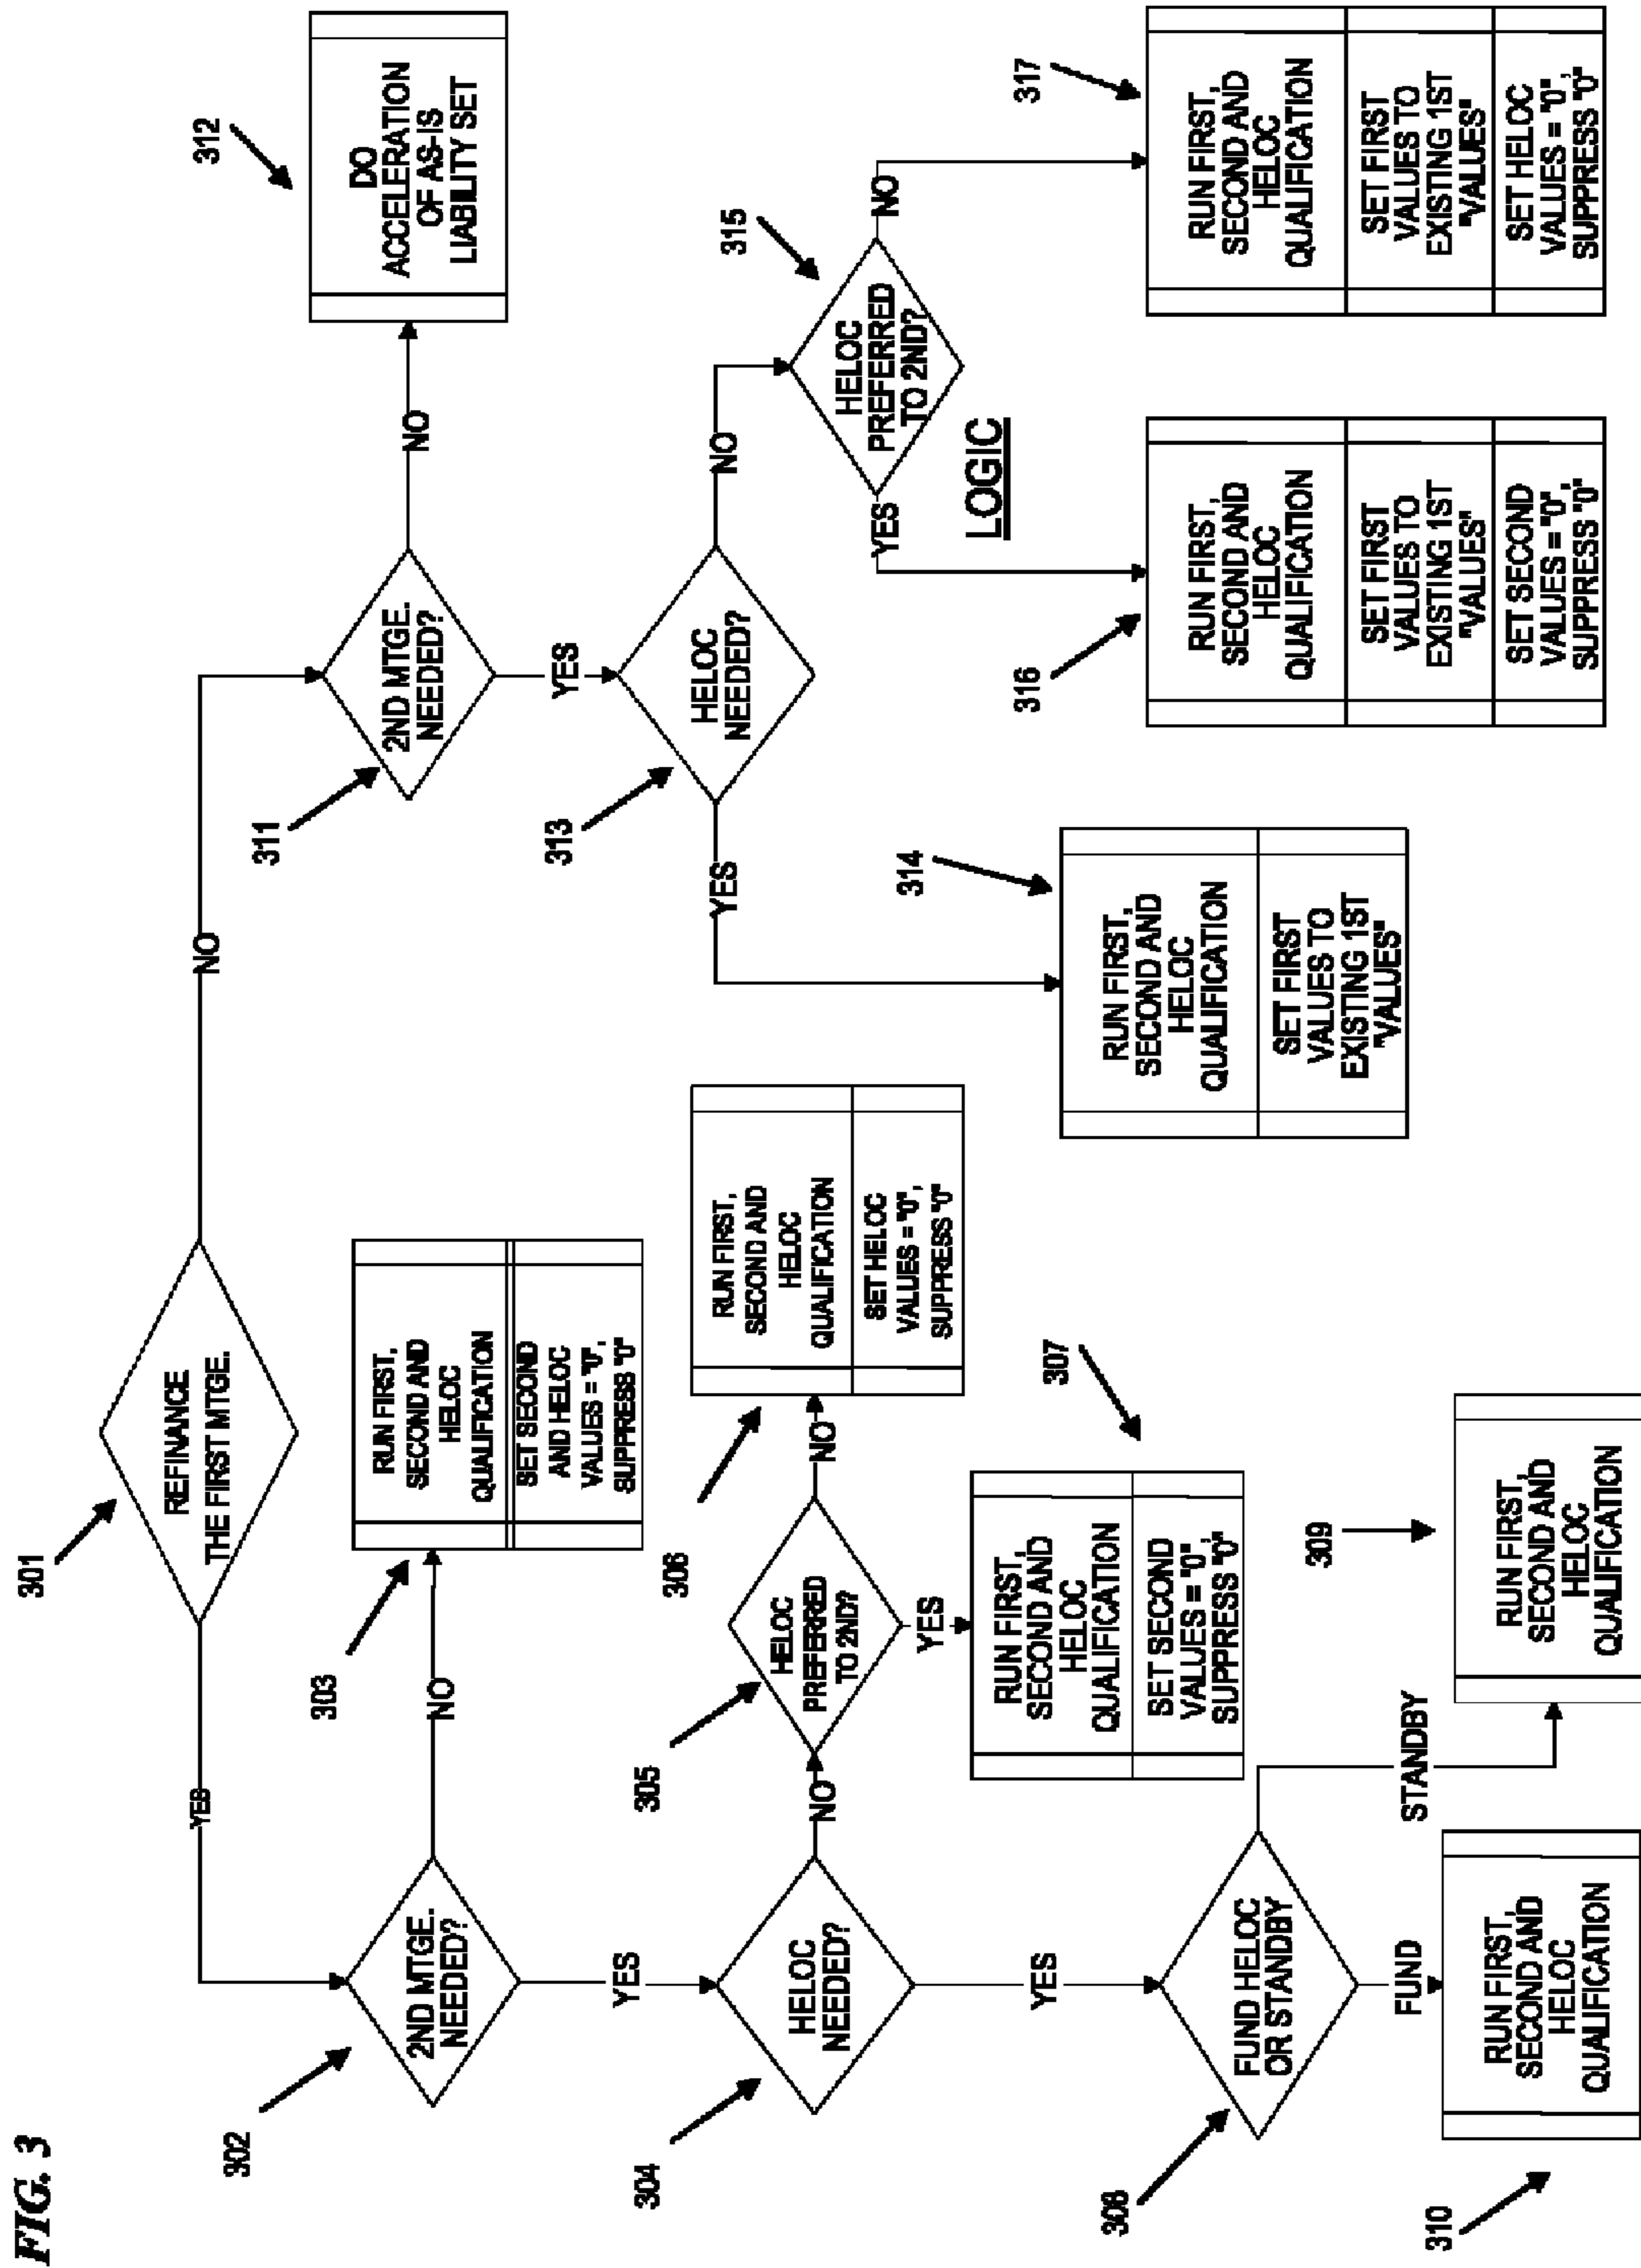 FIG. 3
301
REFINANCE
THE FIRST MTGE.
YES
NO
302
2ND MTGE.
NEEDED?
NO
303
RUN FIRST,
SECOND AND
HELOC
QUALIFICATION
SET SECOND
AND HELOC
VALUES = "0",
SUPPRESS "0"
YES
304
HELOC
NEEDED?
NO
305
HELOC
PREFERRED
TO 2ND?
NO
306
RUN FIRST,
SECOND AND
HELOC
QUALIFICATION
SET HELOC
VALUES = "0",
SUPPRESS "0"
YES
307
RUN FIRST,
SECOND AND
HELOC
QUALIFICATION
SET SECOND
VALUES = "0",
SUPPRESS "0"
YES
308
FUND HELOC
OR STANDBY
STANDBY
309
RUN FIRST,
SECOND AND
HELOC
QUALIFICATION
FUND
310
RUN FIRST,
SECOND AND
HELOC
QUALIFICATION
311
2ND MTGE.
NEEDED?
NO
312
DO
ACCELERATION
OF AS-IS
LIABILITY SET
YES
313
HELOC
NEEDED?
YES
314
RUN FIRST,
SECOND AND
HELOC
QUALIFICATION
SET FIRST
VALUES TO
EXISTING 1ST
"VALUES"
NO
315
HELOC
PREFERRED
TO 2ND?
LOGIC
YES
316
RUN FIRST,
SECOND AND
HELOC
QUALIFICATION
SET FIRST
VALUES TO
EXISTING 1ST
"VALUES"
SET SECOND
VALUES = "0",
SUPPRESS "0"
NO
317
RUN FIRST,
SECOND AND
HELOC
QUALIFICATION
SET FIRST
VALUES TO
EXISTING 1ST
"VALUES"
SET HELOC
VALUES = "0",
SUPPRESS "0"